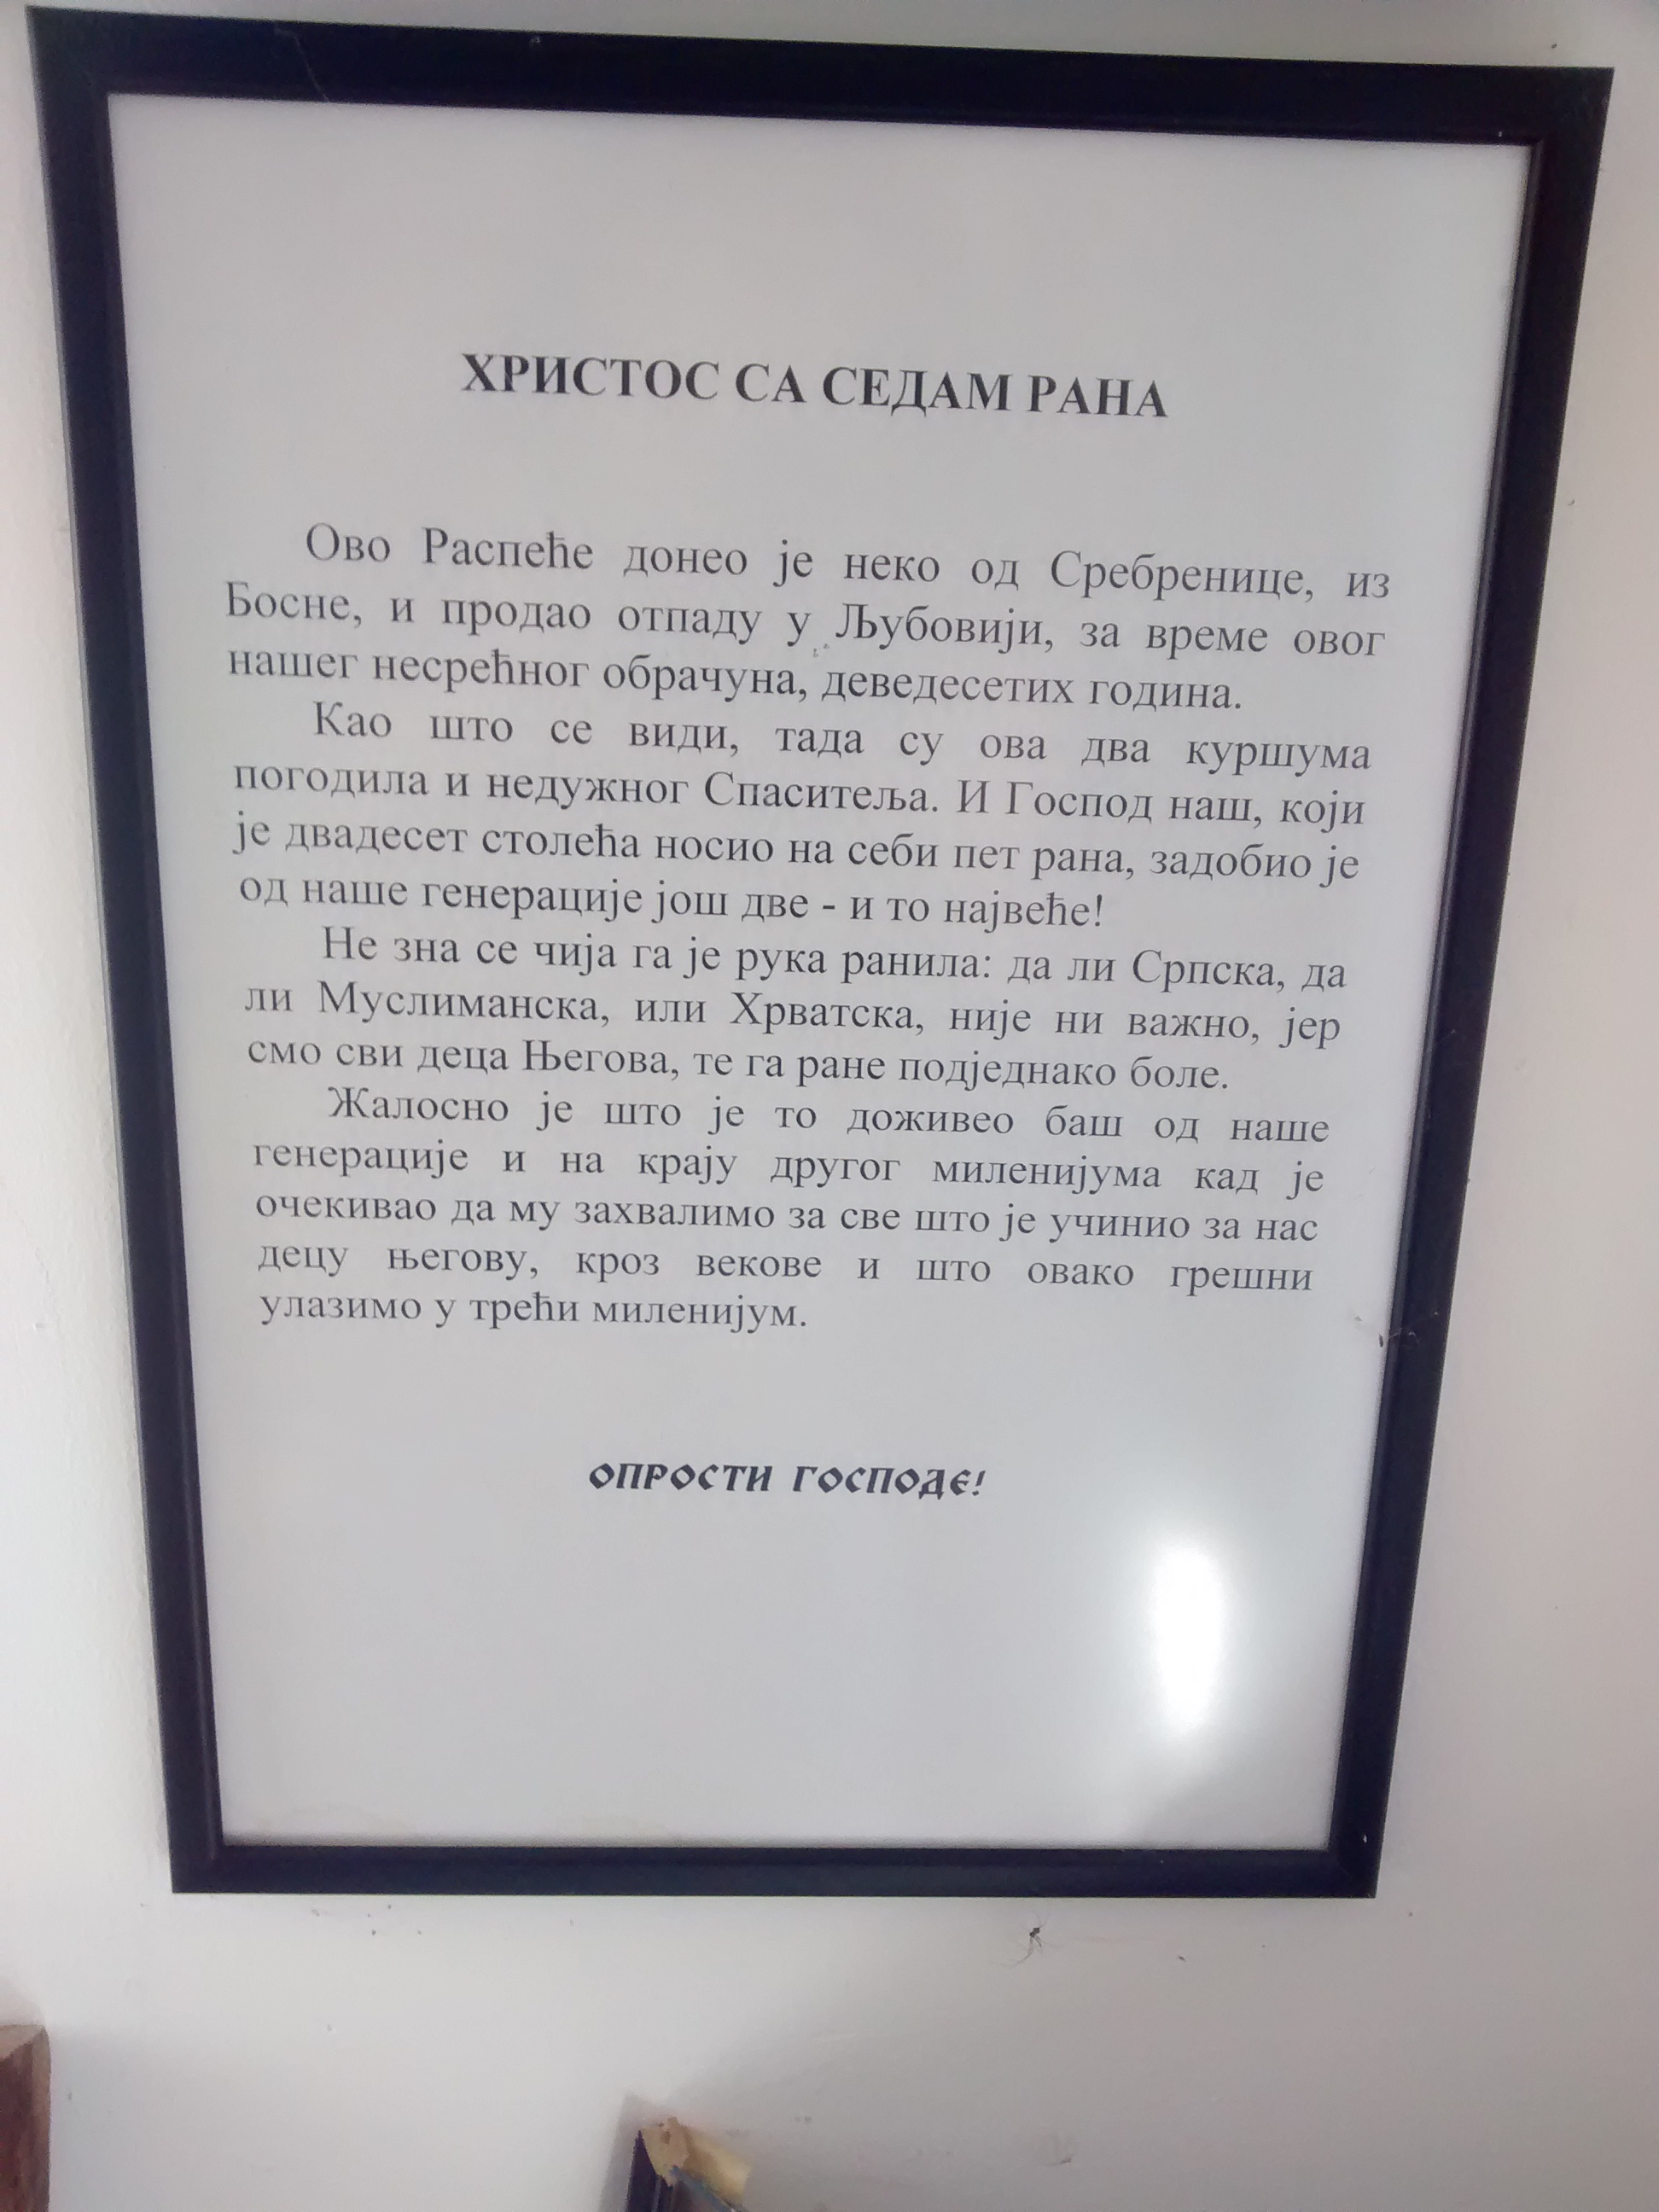 ХРИСТОС СА СЕДАМ РАНА
Ово Распеће донео је неко од Сребренице, из
Босне, и продао отпаду у Љубовији, за време овог
нашег несрећног обрачуна, деведесетих година.
Као што се види, тада су ова два куршума
погодила и недужног Спаситеља. И Господ наш, који
је двадесет столећа носио на себи пет рана, задобио је
од наше генерације још две - и то највеће!
Не зна се чија га је рука ранила: да ли Српска, да
ли Муслиманска, или Хрватска, није ни важно, јер
смо сви деца Његова, те га ране подједнако боле.
Жалосно је што је то доживео баш од наше
генерације и на крају другог миленијума кад је
очекивао да му захвалимо за све што је учинио за нас
децу његову, кроз векове и што овако грешни
улазимо у трећи миленијум.
ОПРОСТИ ГОСПОДЕ!